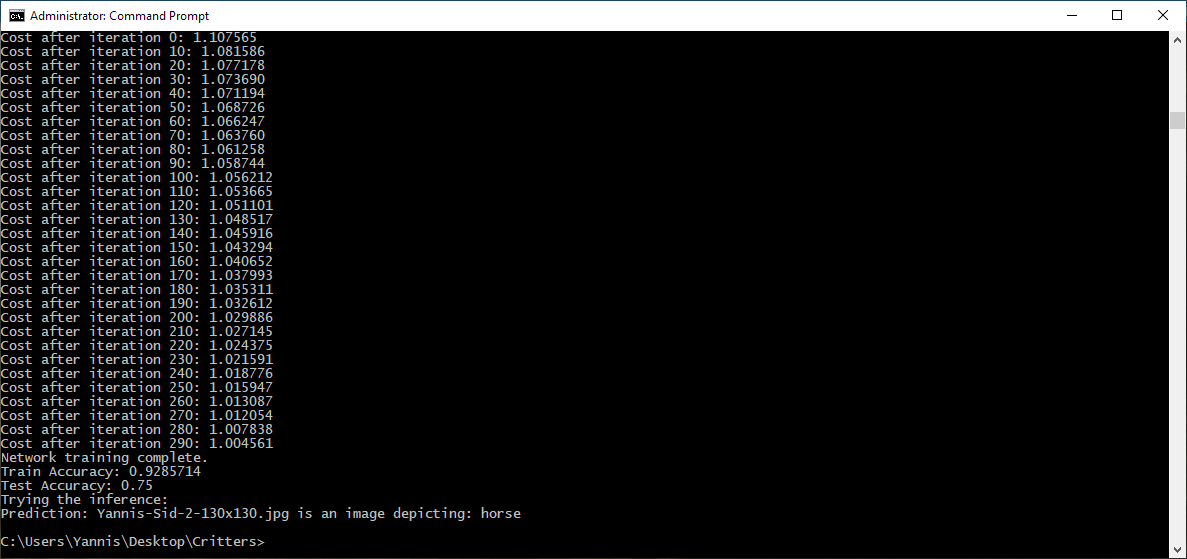 Administrator: Command Prompt
Cost after iteration 0: 1.107565
Cost after iteration 10: 1.081586
Cost after iteration 20: 1.077178
Cost after iteration 30: 1.073690
Cost after iteration 40: 1.071194
Cost after iteration 50: 1.068726
Cost after iteration 60: 1.066247
Cost after iteration 70: 1.063760
Cost after iteration 80: 1.061258
Cost after iteration 90: 1.058744
Cost after iteration 100: 1.056212
Cost after iteration 110: 1.053665
Cost after iteration 120: 1.051101
Cost after iteration 130: 1.048517
Cost after iteration 140: 1.045916
Cost after iteration 150: 1.043294
Cost after iteration 160: 1.040652
Cost after iteration 170: 1.037993
Cost after iteration 180: 1.035311
Cost after iteration 190: 1.032612
Cost after iteration 200: 1.029886
Cost after iteration 210: 1.027145
Cost after iteration 220: 1.024375
Cost after iteration 230: 1.021591
Cost after iteration 240: 1.018776
Cost after iteration 250: 1.015947
Cost after iteration 260: 1.013087
Cost after iteration 270: 1.012054
Cost after iteration 280: 1.007838
Cost after iteration 290: 1.004561
Network training complete.
Train Accuracy: 0.9285714
Test Accuracy: 0.75
Trying the inference:
Prediction: Yannis-Sid-2-130x130.jpg is an image depicting: horse
C:\Users\Yannis\Desktop\Critters>